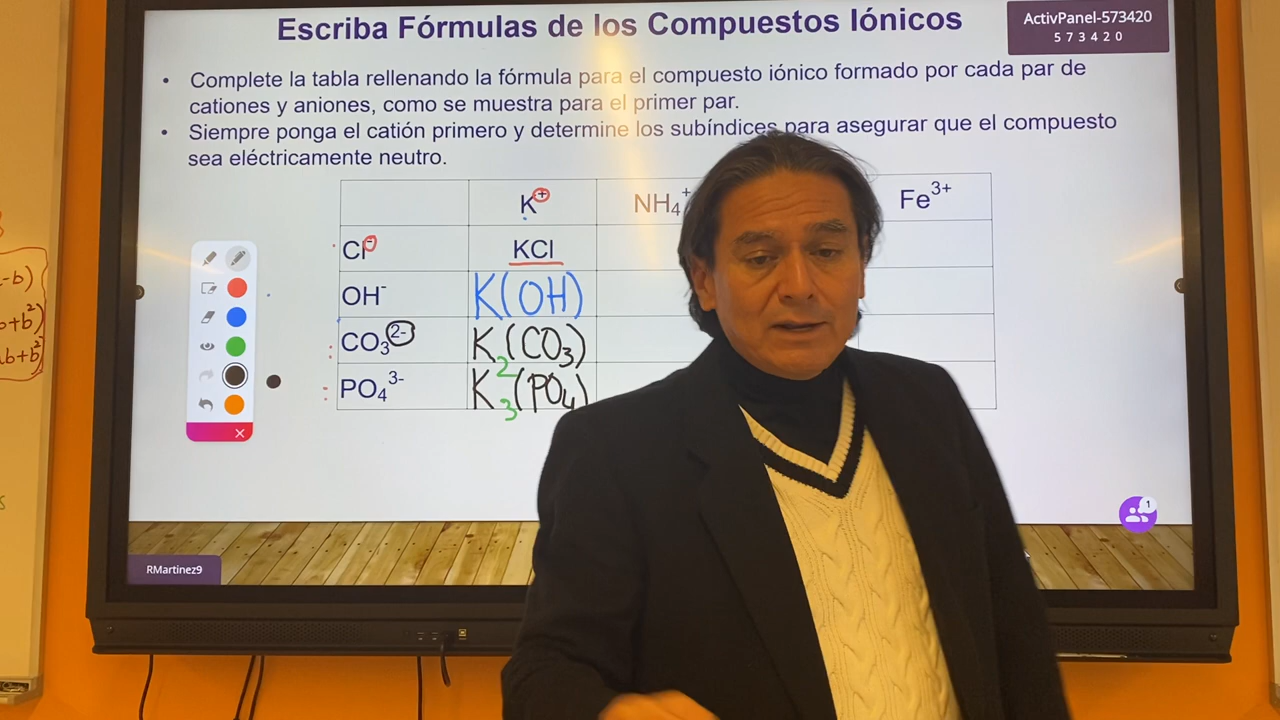 Escriba Fórmulas de los Compuestos Iónicos
ActivPanel-573420
573420
• Complete la tabla rellenando la fórmula para el compuesto iónico formado por cada par de
cationes y aniones, como se muestra para el primer par.
• Siempre ponga el catión primero y determine los subíndices para asegurar que el compuesto
sea eléctricamente neutro.
K⁺ NH₄⁺ Fe³⁺
Cl⁻ KCl
OH⁻ K(OH)
CO₃²⁻ K₂(CO₃)
PO₄³⁻ K₃(PO₄)
-b)
+b²)
b+b²
1
RMartinez9